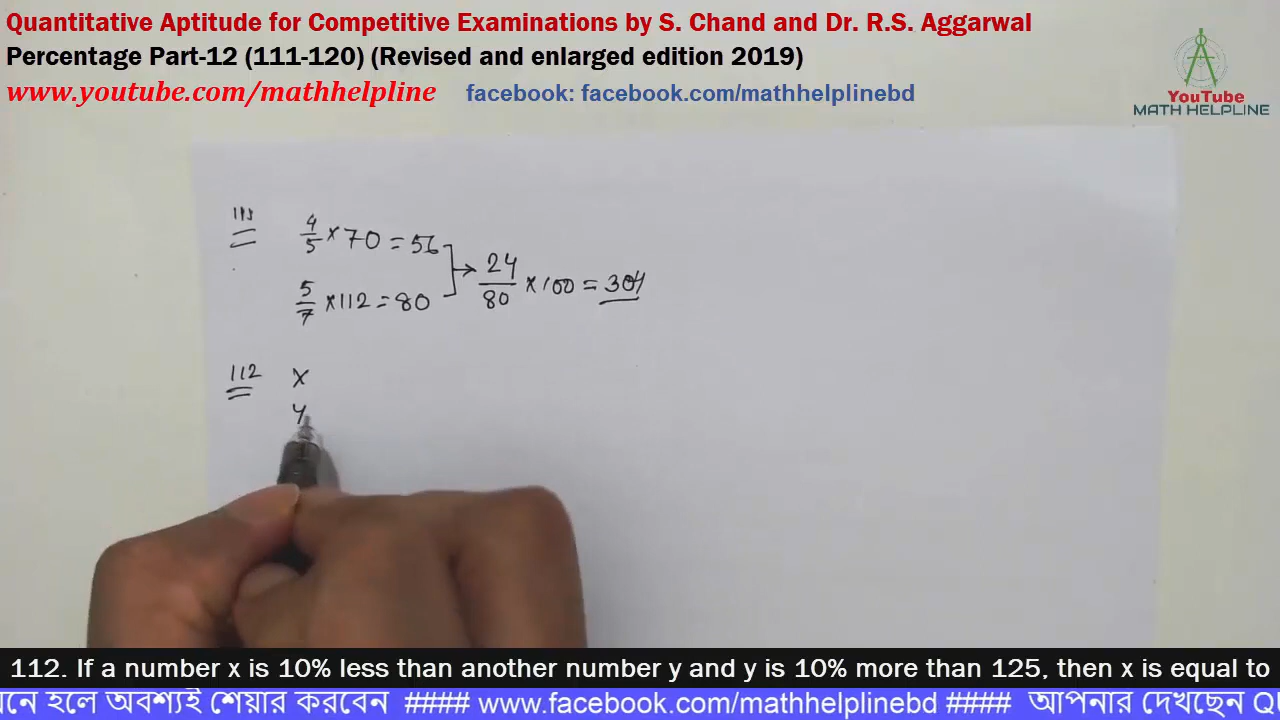 Quantitative Aptitude for Competitive Examinations by S. Chand and Dr. R.S. Aggarwal
Percentage Part-12 (111-120) (Revised and enlarged edition 2019)
www.youtube.com/mathhelpline facebook: facebook.com/mathhelplinebd
YouTube
MATH HELPLINE
4/5 × 70 = 56
24/80 × 100 = 30%
5/7 × 112 = 80
112 x
y
112. If a number x is 10% less than another number y and y is 10% more than 125, then x is equal to
হলে অবশ্যই শেয়ার করবেন #### www.facebook.com/mathhelplinebd #### আপনার দেখছেন